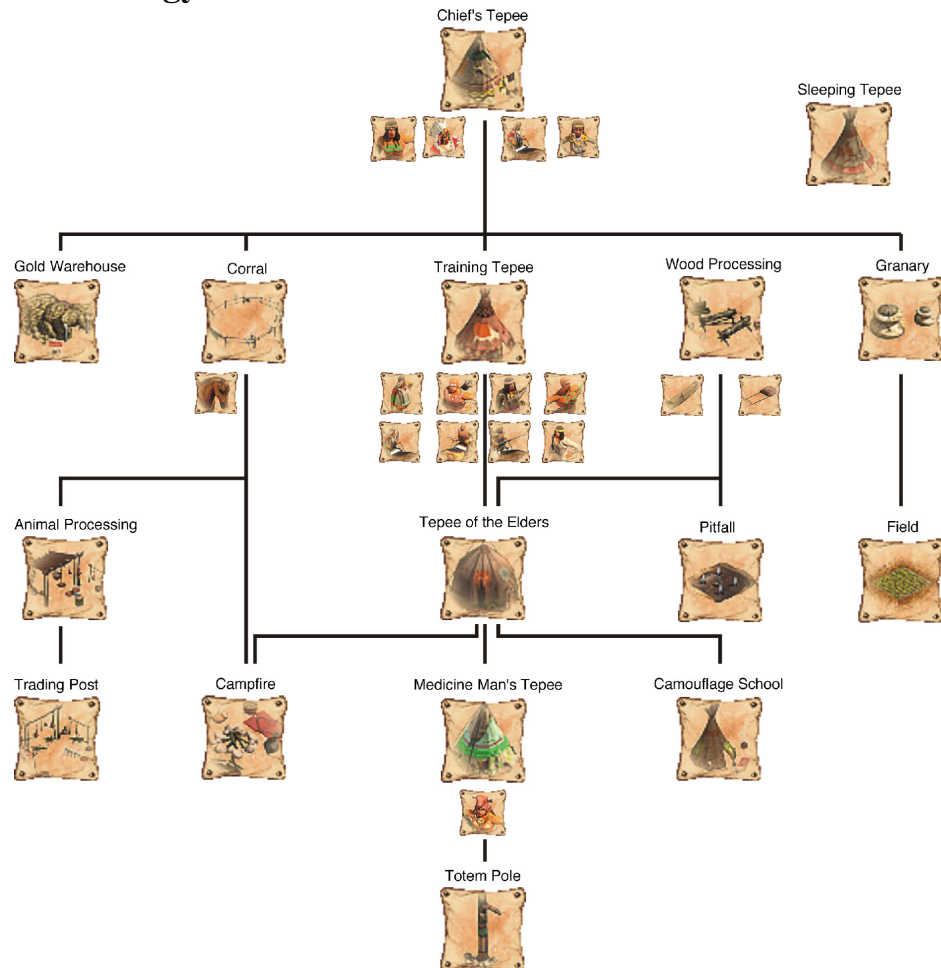 Chief's Tepee
Sleeping Tepee
Gold Warehouse
Corral
Training Tepee
Wood Processing
Granary
Animal Processing
Tepee of the Elders
Pitfall
Field
Trading Post
Campfire
Medicine Man's Tepee
Camouflage School
Totem Pole